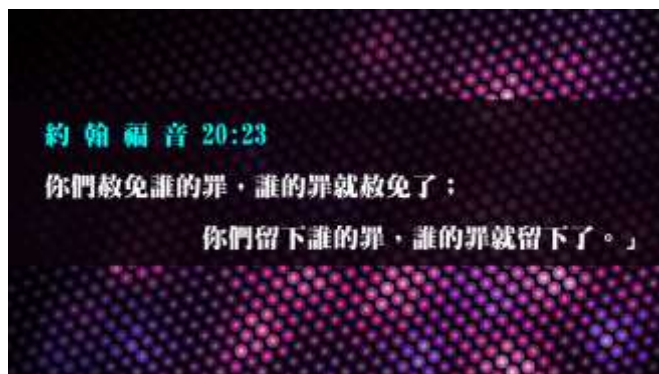 約翰福音 20:23
你們赦免誰的罪，誰的罪就赦免了；
你們留下誰的罪，誰的罪就留下了。」